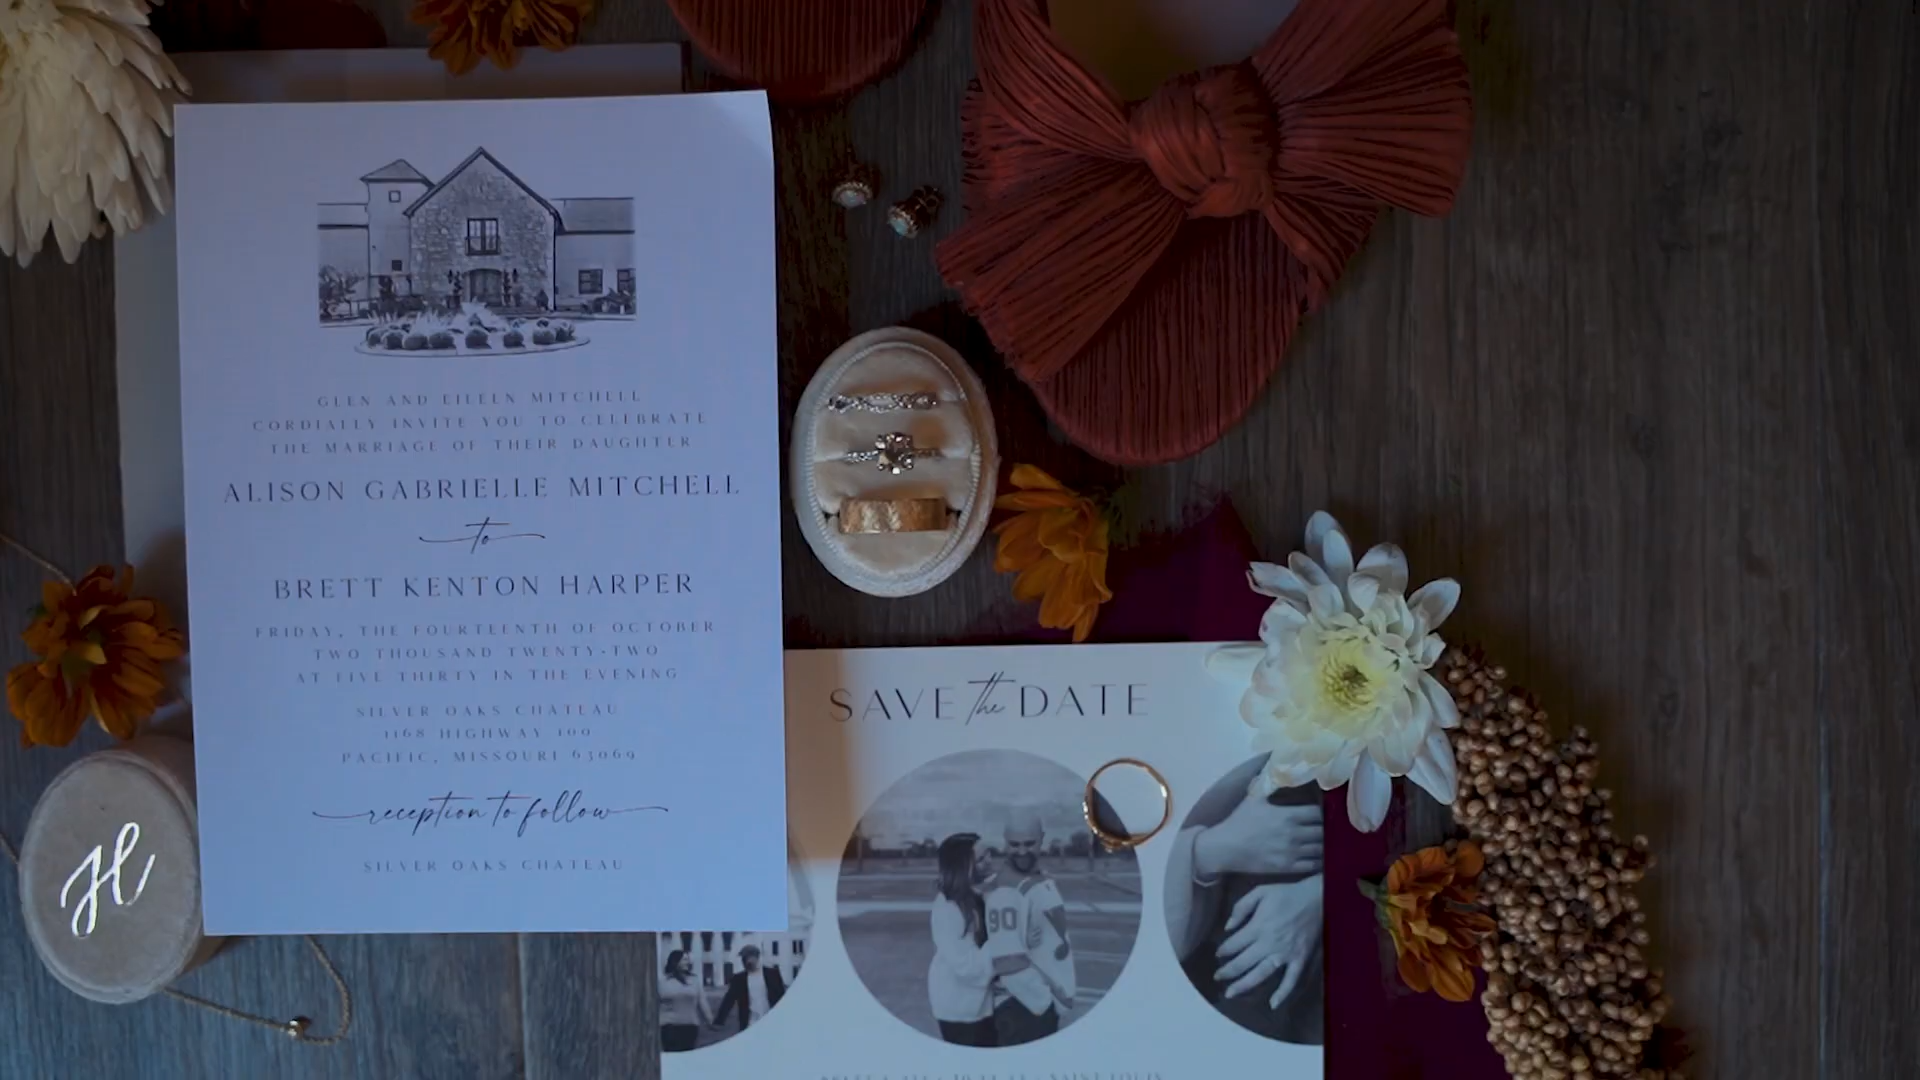 GLEN AND EILEEN MITCHELL
CORDIALLY INVITE YOU TO CELEBRATE
THE MARRIAGE OF THEIR DAUGHTER
ALISON GABRIELLE MITCHELL
to
BRETT KENTON HARPER
FRIDAY, THE FOURTEENTH OF OCTOBER
TWO THOUSAND TWENTY-TWO
AT FIVE THIRTY IN THE EVENING
SILVER OAKS CHATEAU
1168 HIGHWAY 100
PACIFIC, MISSOURI 63069
reception to follow
SILVER OAKS CHATEAU
H
SAVE the DATE
90